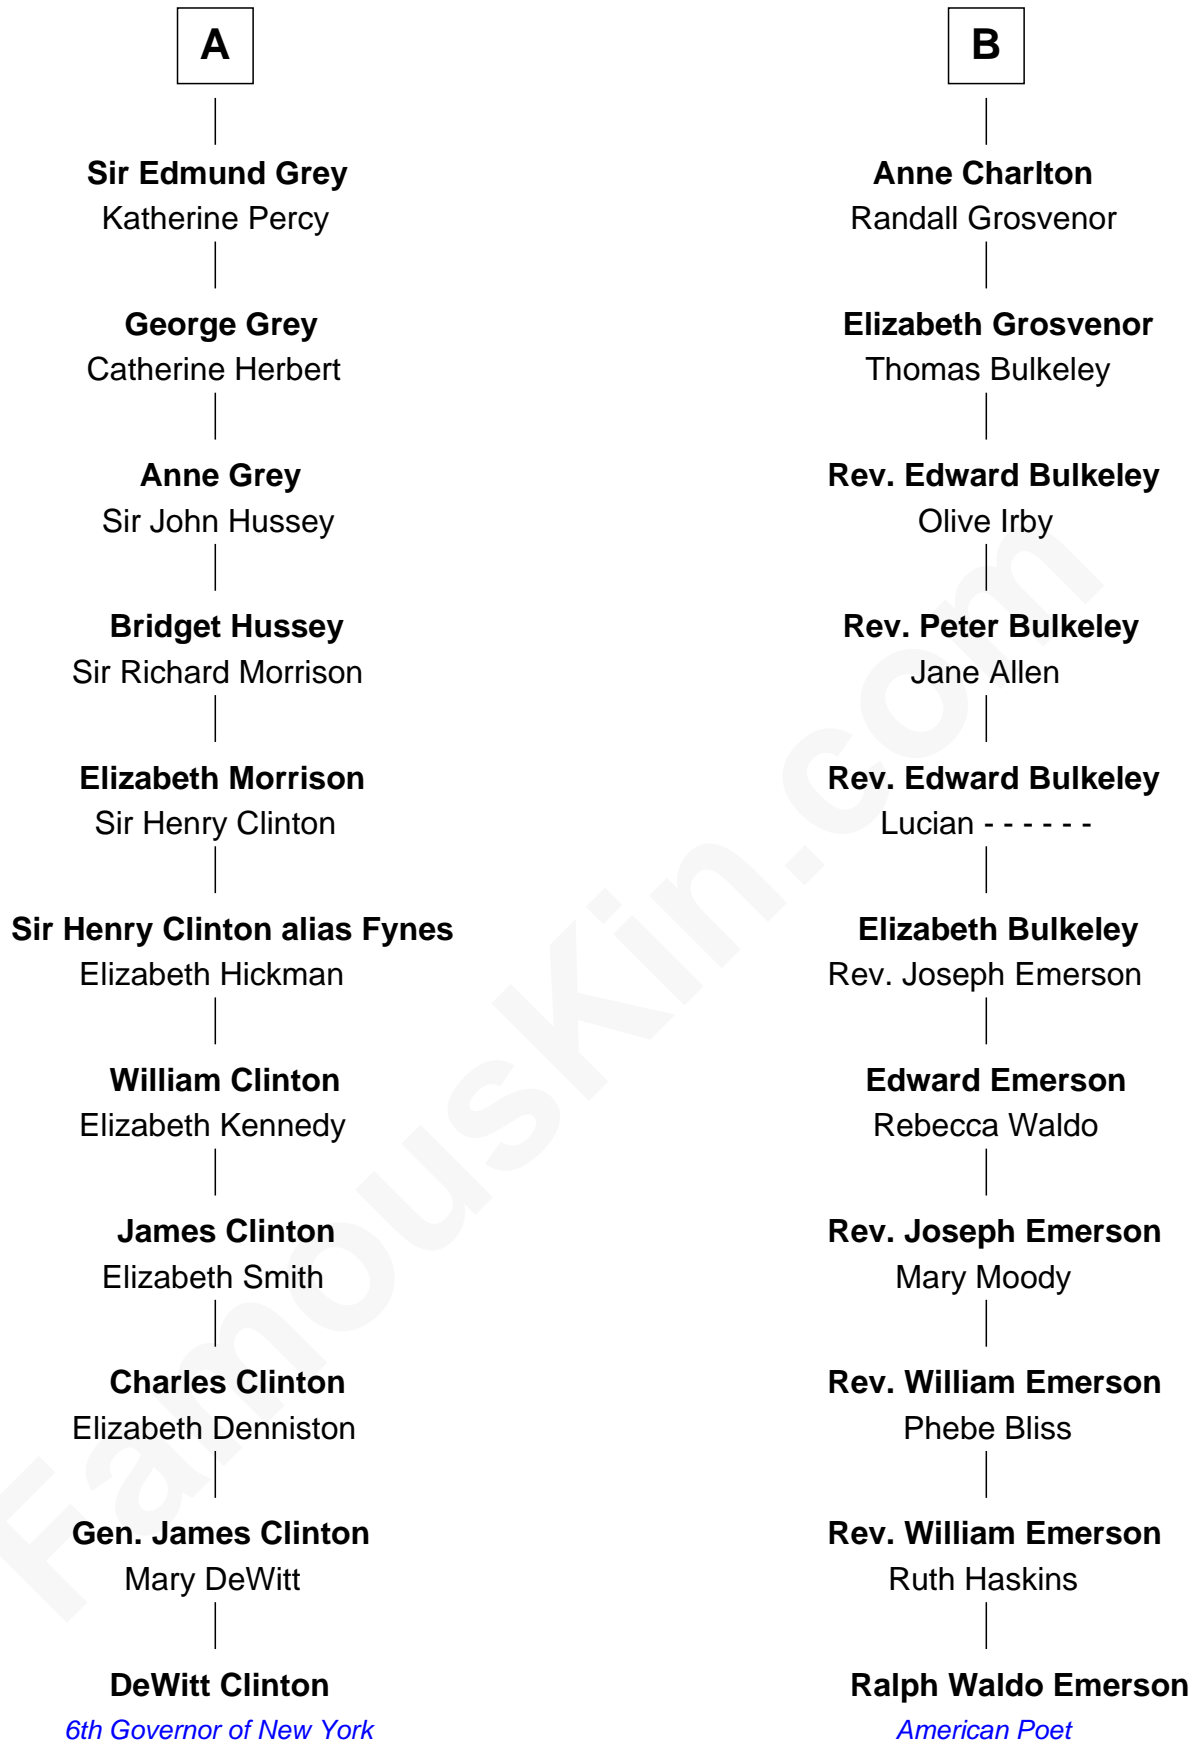 A
Sir Edmund Grey
Katherine Percy
George Grey
Catherine Herbert
Anne Grey
Sir John Hussey
Bridget Hussey
Sir Richard Morrison
Elizabeth Morrison
Sir Henry Clinton
Sir Henry Clinton alias Fynes
Elizabeth Hickman
William Clinton
Elizabeth Kennedy
James Clinton
Elizabeth Smith
Charles Clinton
Elizabeth Denniston
Gen. James Clinton
Mary DeWitt
DeWitt Clinton
6th Governor of New York
B
Anne Charlton
Randall Grosvenor
Elizabeth Grosvenor
Thomas Bulkeley
Rev. Edward Bulkeley
Olive Irby
Rev. Peter Bulkeley
Jane Allen
Rev. Edward Bulkeley
Lucian - - - - - -
Elizabeth Bulkeley
Rev. Joseph Emerson
Edward Emerson
Rebecca Waldo
Rev. Joseph Emerson
Mary Moody
Rev. William Emerson
Phebe Bliss
Rev. William Emerson
Ruth Haskins
Ralph Waldo Emerson
American Poet
FamousKin.com